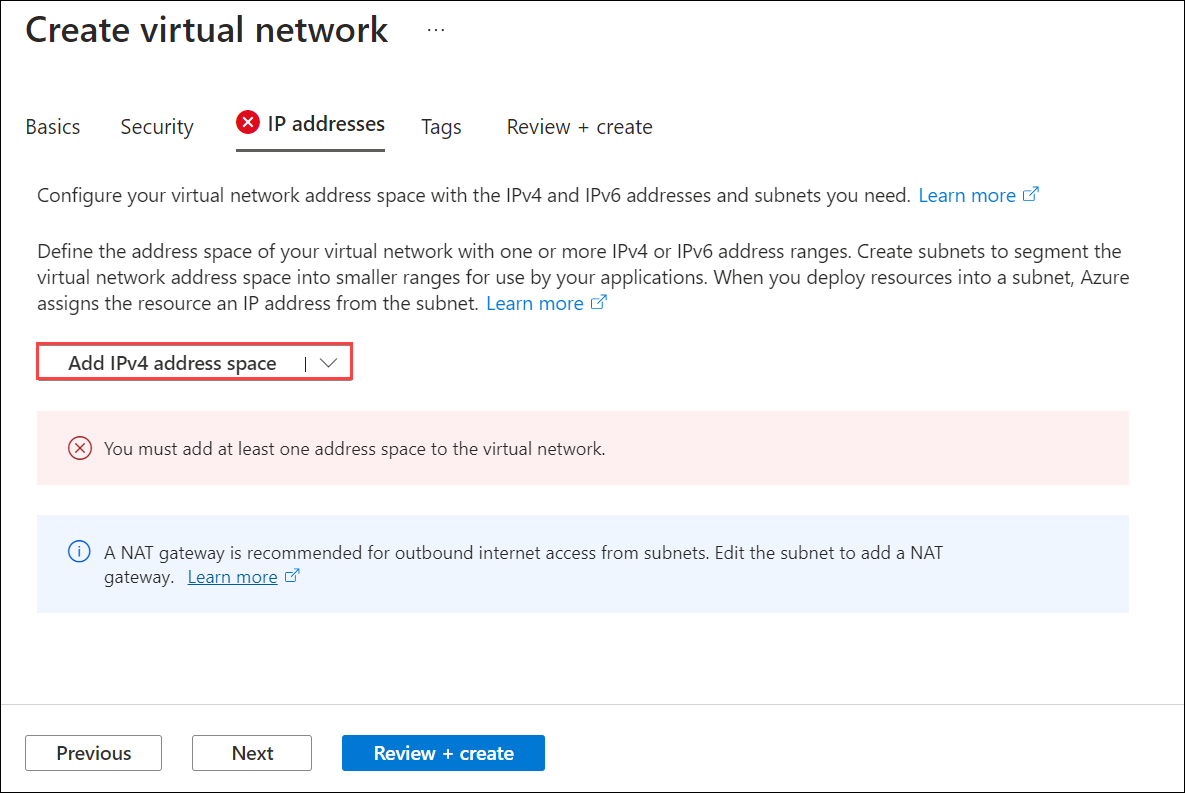 Create virtual network ...
Basics Security IP addresses Tags Review + create
Configure your virtual network address space with the IPv4 and IPv6 addresses and subnets you need. Learn more
Define the address space of your virtual network with one or more IPv4 or IPv6 address ranges. Create subnets to segment the
virtual network address space into smaller ranges for use by your applications. When you deploy resources into a subnet, Azure
assigns the resource an IP address from the subnet. Learn more
Add IPv4 address space |
You must add at least one address space to the virtual network.
A NAT gateway is recommended for outbound internet access from subnets. Edit the subnet to add a NAT
gateway. Learn more
Previous Next Review + create